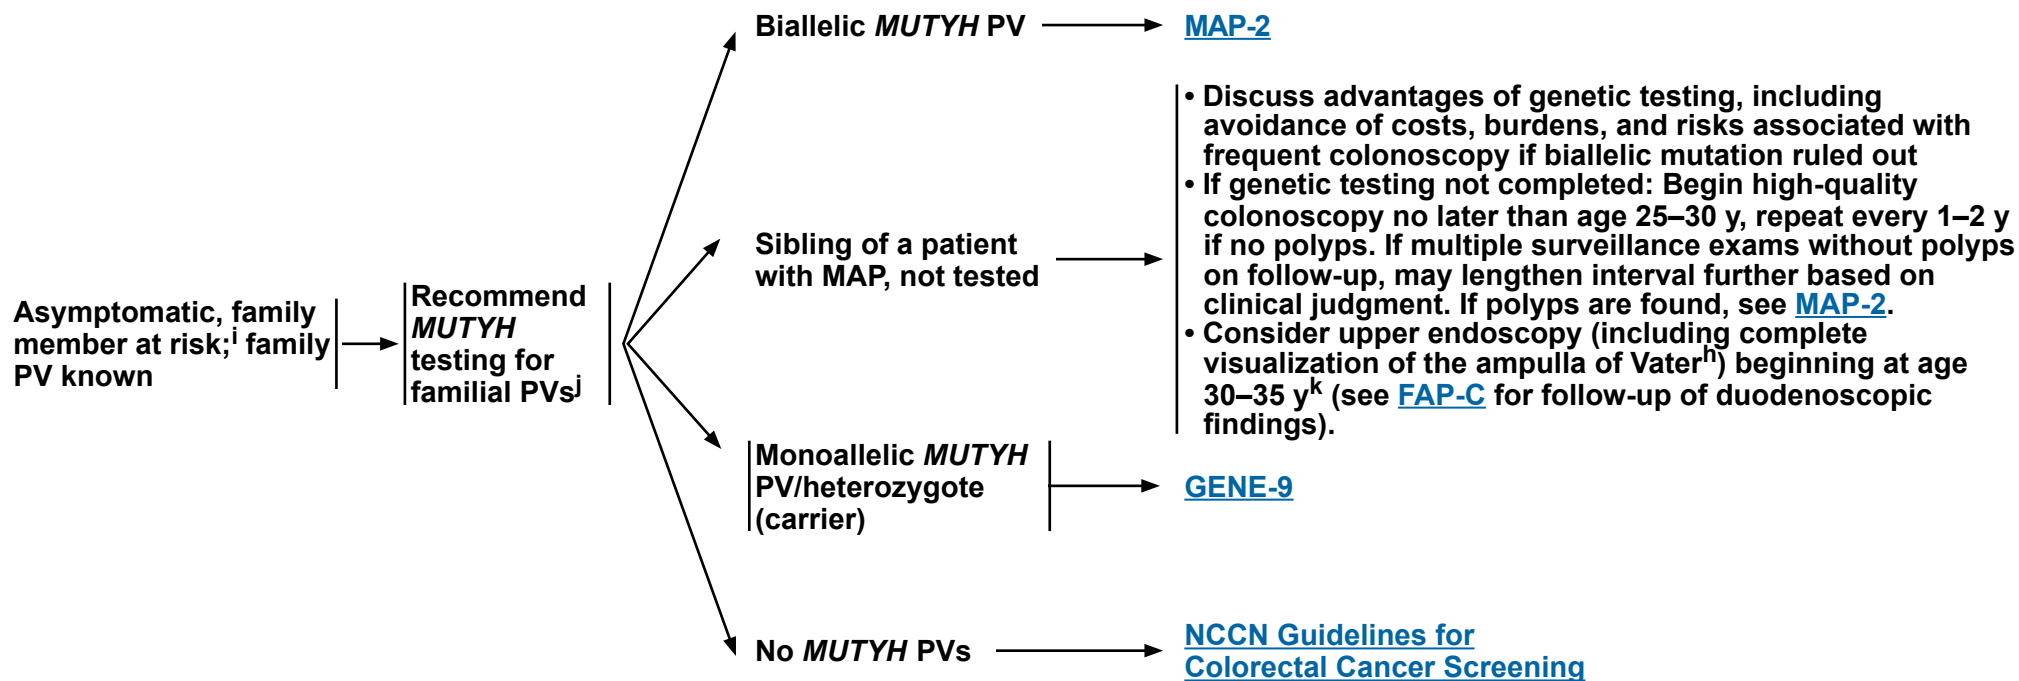 Asymptomatic, family
member at risk;i family
PV known
Recommend
MUTYH
testing for
familial PVsj
Biallelic MUTYH PV
MAP-2
Sibling of a patient
with MAP, not tested
• Discuss advantages of genetic testing, including
avoidance of costs, burdens, and risks associated with
frequent colonoscopy if biallelic mutation ruled out
• If genetic testing not completed: Begin high-quality
colonoscopy no later than age 25–30 y, repeat every 1–2 y
if no polyps. If multiple surveillance exams without polyps
on follow-up, may lengthen interval further based on
clinical judgment. If polyps are found, see MAP-2.
• Consider upper endoscopy (including complete
visualization of the ampulla of Vaterh) beginning at age
30–35 yk (see FAP-C for follow-up of duodenoscopic
findings).
Monoallelic MUTYH
PV/heterozygote
(carrier)
GENE-9
No MUTYH PVs
NCCN Guidelines for
Colorectal Cancer Screening